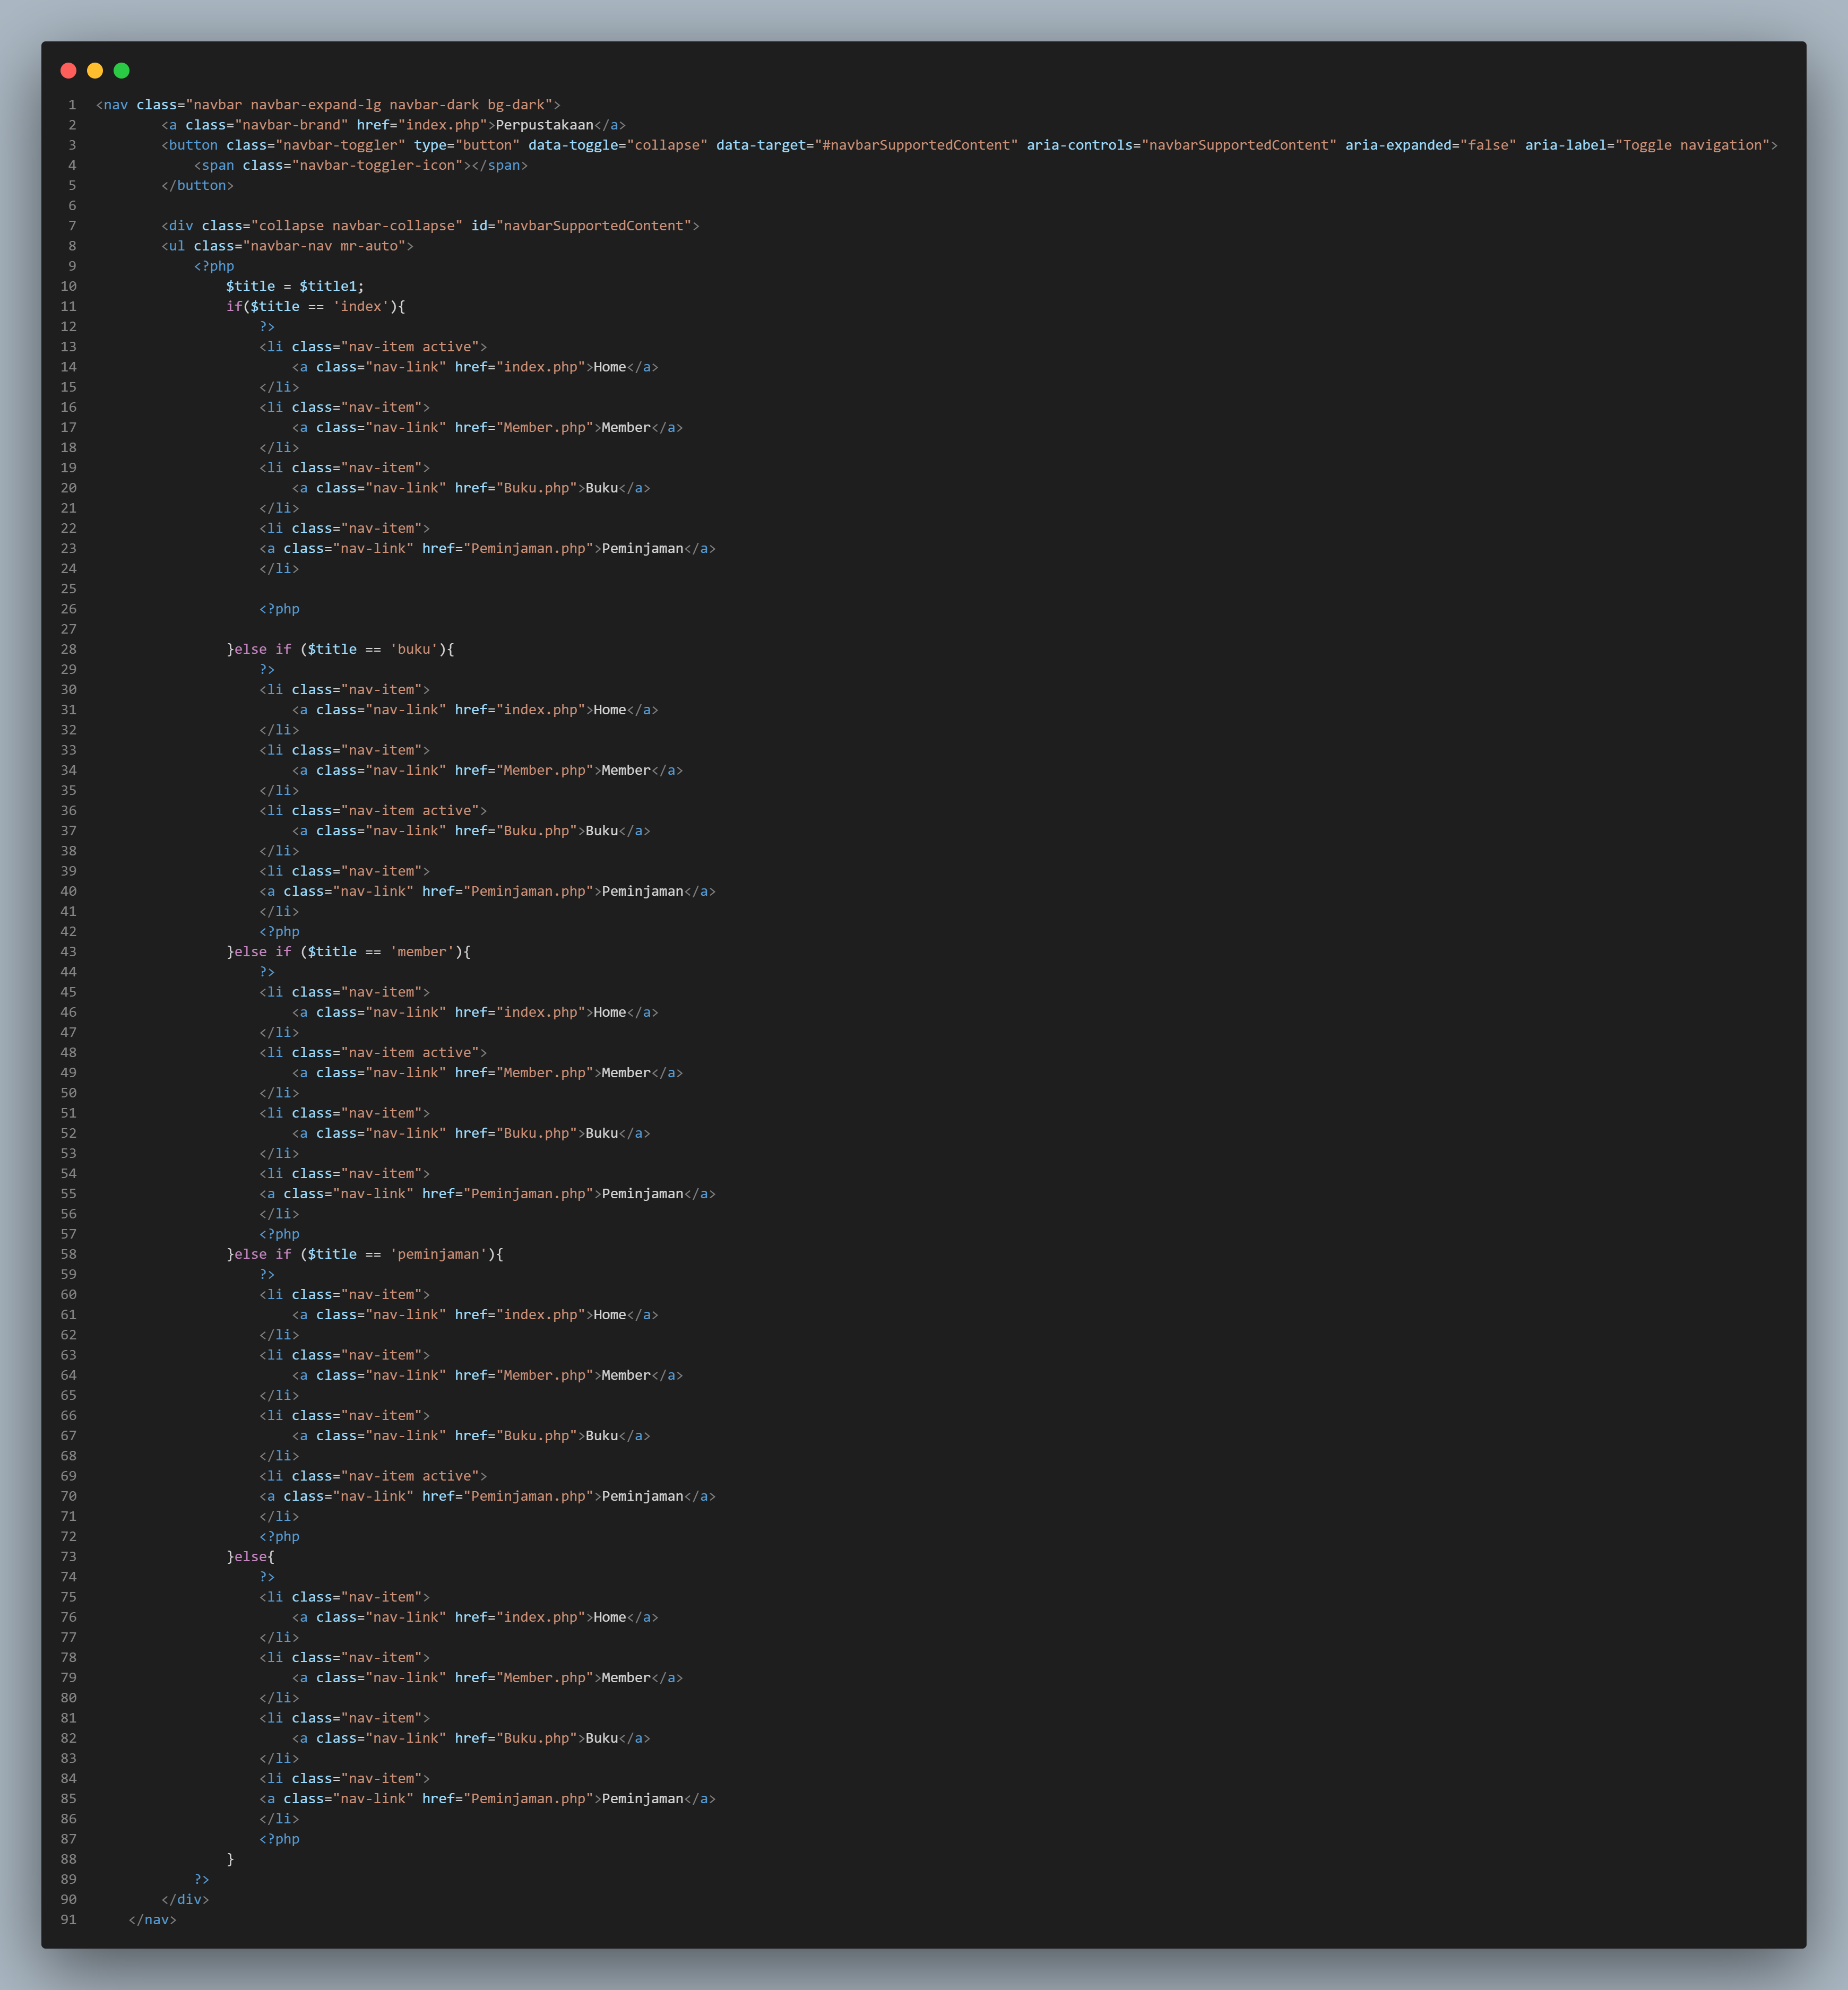 1 <nav class="navbar navbar-expand-lg navbar-dark bg-dark">
2         <a class="navbar-brand" href="index.php">Perpustakaan</a>
3         <button class="navbar-toggler" type="button" data-toggle="collapse" data-target="#navbarSupportedContent" aria-controls="navbarSupportedContent" aria-expanded="false" aria-label="Toggle navigation">
4             <span class="navbar-toggler-icon"></span>
5         </button>
6
7         <div class="collapse navbar-collapse" id="navbarSupportedContent">
8         <ul class="navbar-nav mr-auto">
9             <?php
10                 $title = $title1;
11                 if($title == 'index'){
12                     ?>
13                     <li class="nav-item active">
14                         <a class="nav-link" href="index.php">Home</a>
15                     </li>
16                     <li class="nav-item">
17                         <a class="nav-link" href="Member.php">Member</a>
18                     </li>
19                     <li class="nav-item">
20                         <a class="nav-link" href="Buku.php">Buku</a>
21                     </li>
22                     <li class="nav-item">
23                     <a class="nav-link" href="Peminjaman.php">Peminjaman</a>
24                     </li>
25
26                     <?php
27
28                 }else if ($title == 'buku'){
29                     ?>
30                     <li class="nav-item">
31                         <a class="nav-link" href="index.php">Home</a>
32                     </li>
33                     <li class="nav-item">
34                         <a class="nav-link" href="Member.php">Member</a>
35                     </li>
36                     <li class="nav-item active">
37                         <a class="nav-link" href="Buku.php">Buku</a>
38                     </li>
39                     <li class="nav-item">
40                     <a class="nav-link" href="Peminjaman.php">Peminjaman</a>
41                     </li>
42                     <?php
43                 }else if ($title == 'member'){
44                     ?>
45                     <li class="nav-item">
46                         <a class="nav-link" href="index.php">Home</a>
47                     </li>
48                     <li class="nav-item active">
49                         <a class="nav-link" href="Member.php">Member</a>
50                     </li>
51                     <li class="nav-item">
52                         <a class="nav-link" href="Buku.php">Buku</a>
53                     </li>
54                     <li class="nav-item">
55                     <a class="nav-link" href="Peminjaman.php">Peminjaman</a>
56                     </li>
57                     <?php
58                 }else if ($title == 'peminjaman'){
59                     ?>
60                     <li class="nav-item">
61                         <a class="nav-link" href="index.php">Home</a>
62                     </li>
63                     <li class="nav-item">
64                         <a class="nav-link" href="Member.php">Member</a>
65                     </li>
66                     <li class="nav-item">
67                         <a class="nav-link" href="Buku.php">Buku</a>
68                     </li>
69                     <li class="nav-item active">
70                     <a class="nav-link" href="Peminjaman.php">Peminjaman</a>
71                     </li>
72                     <?php
73                 }else{
74                     ?>
75                     <li class="nav-item">
76                         <a class="nav-link" href="index.php">Home</a>
77                     </li>
78                     <li class="nav-item">
79                         <a class="nav-link" href="Member.php">Member</a>
80                     </li>
81                     <li class="nav-item">
82                         <a class="nav-link" href="Buku.php">Buku</a>
83                     </li>
84                     <li class="nav-item">
85                     <a class="nav-link" href="Peminjaman.php">Peminjaman</a>
86                     </li>
87                     <?php
88                 }
89             ?>
90         </div>
91     </nav>